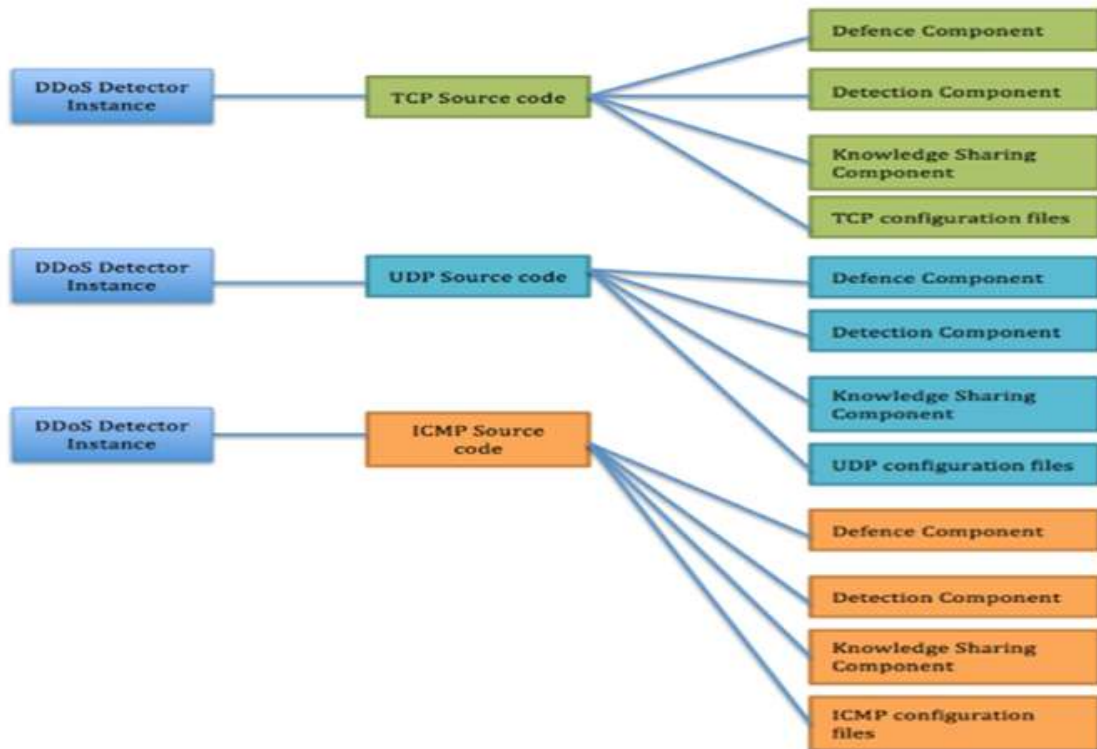 Defence Component
DDoS Detector
Instance
TCP Source code
Detection Component
Knowledge Sharing
Component
TCP configuration files
DDoS Detector
Instance
UDP Source code
Defence Component
Detection Component
Knowledge Sharing
Component
UDP configuration files
DDoS Detector
Instance
ICMP Source
code
Defence Component
Detection Component
Knowledge Sharing
Component
ICMP configuration
files